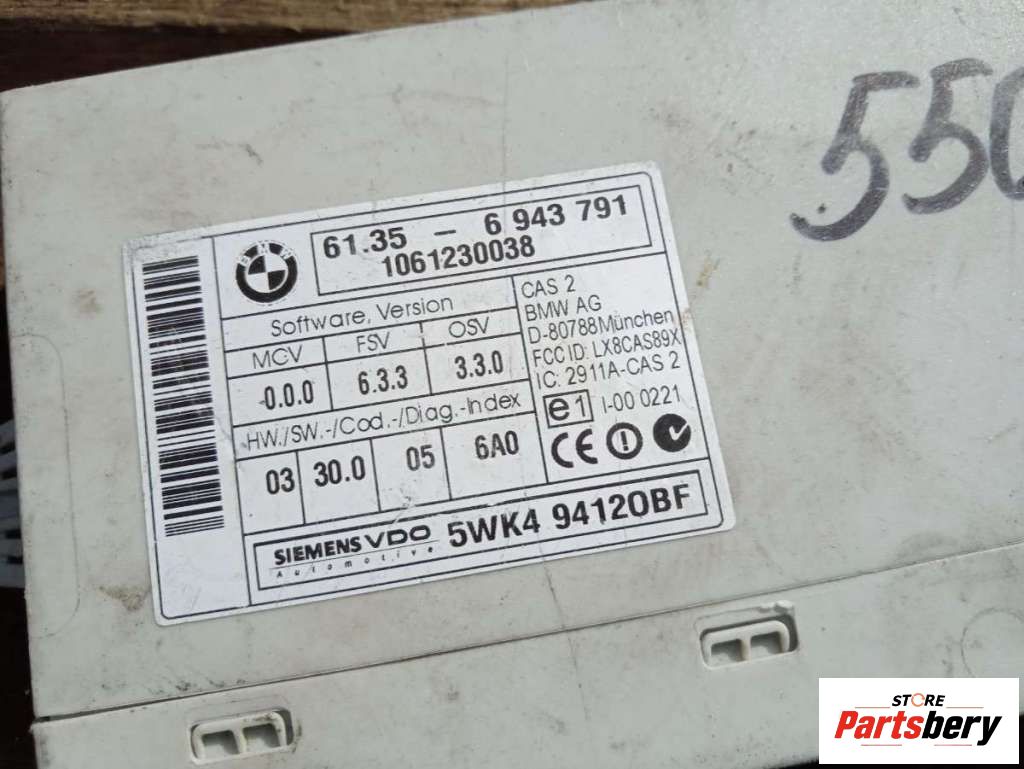 550
BMW
61.35 – 6 943 791
1061230038
Software, Version
MCV FSV OSV
0.0.0 6.3.3 3.3.0
HW./SW.-/Cod.-/Diag.-Index
03 30.0 05 6A0
CAS 2
BMW AG
D-80788München
FCC ID: LX8CAS89X
IC: 2911A-CAS 2
e1 I-00 0221
CE
SIEMENS VDO
Automotive
5WK4 94120BF
STORE
Partsbery